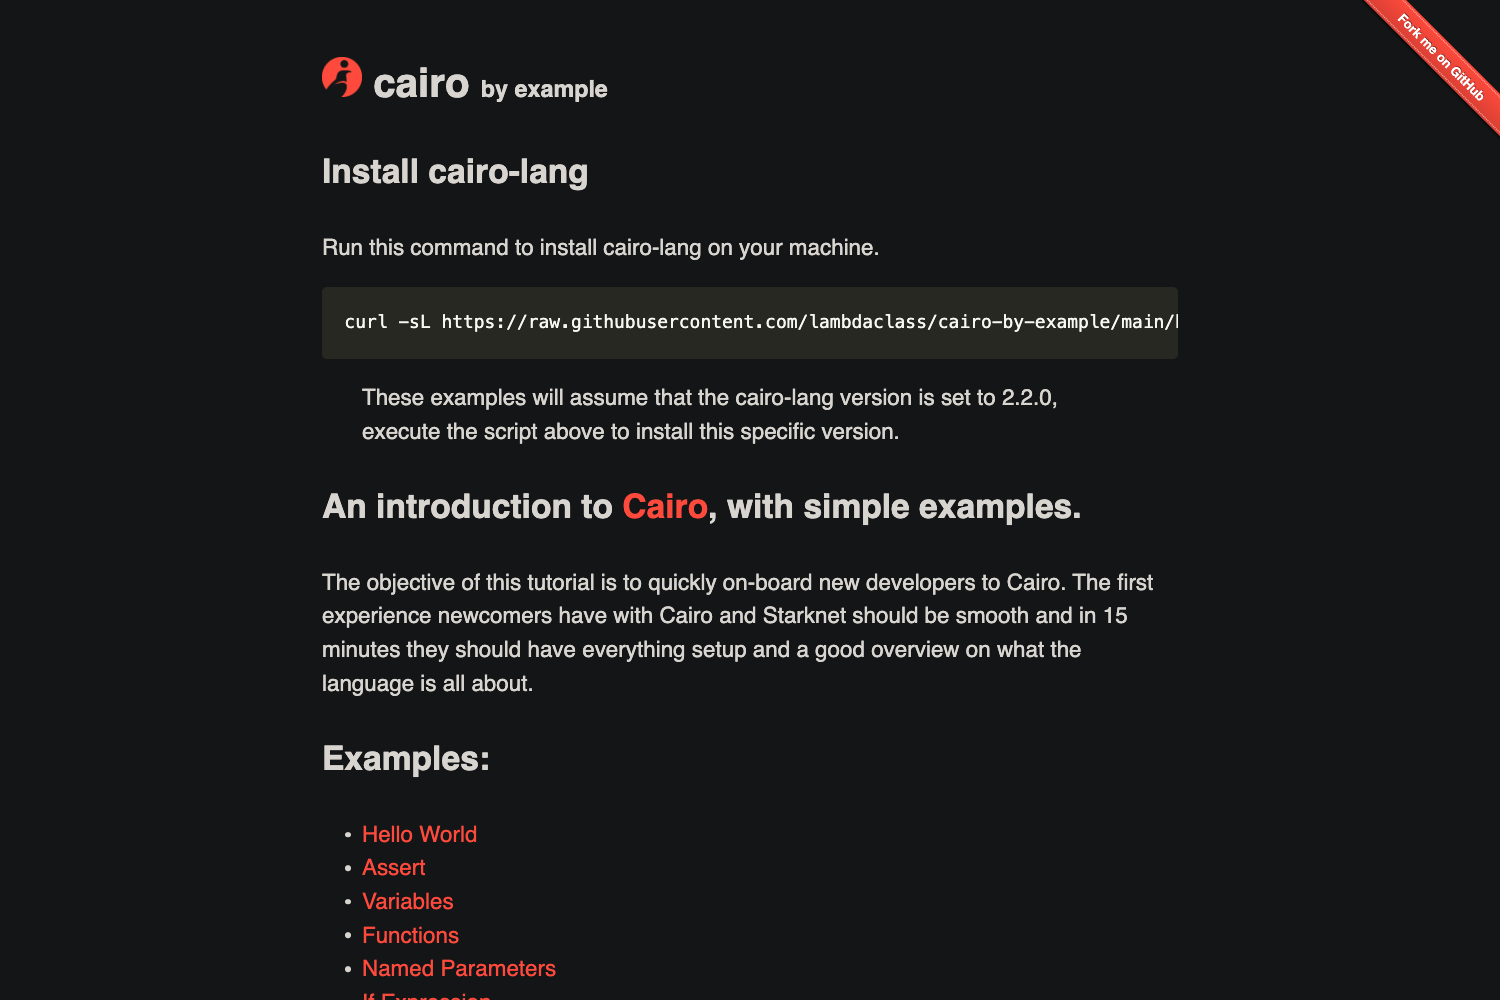 cairo by example
Fork me on GitHub
Install cairo-lang
Run this command to install cairo-lang on your machine.
curl -sL https://raw.githubusercontent.com/lambdaclass/cairo-by-example/main/
These examples will assume that the cairo-lang version is set to 2.2.0,
execute the script above to install this specific version.
An introduction to Cairo, with simple examples.
The objective of this tutorial is to quickly on-board new developers to Cairo. The first
experience newcomers have with Cairo and Starknet should be smooth and in 15
minutes they should have everything setup and a good overview on what the
language is all about.
Examples:
• Hello World
• Assert
• Variables
• Functions
• Named Parameters
If Expression